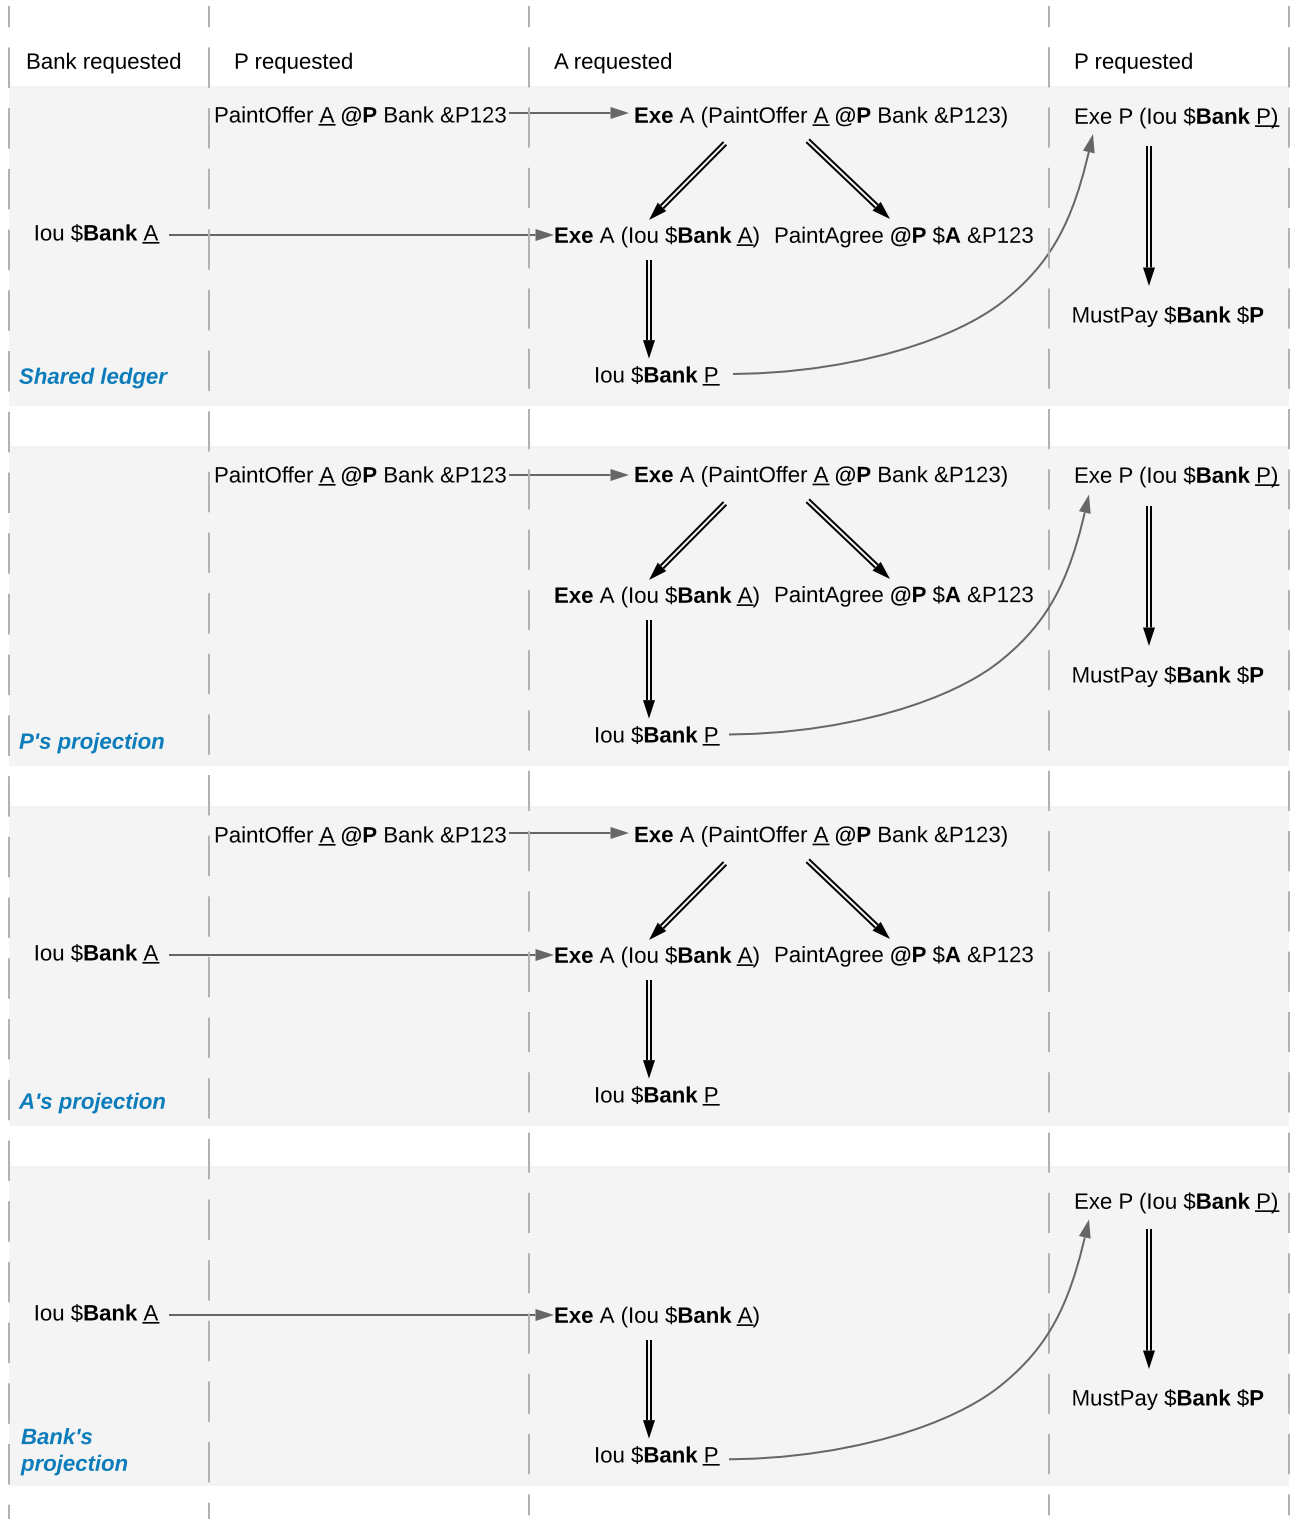 Bank requested P requested A requested P requested
PaintOffer A @P Bank &P123 Exe A (PaintOffer A @P Bank &P123) Exe P (Iou $Bank P)
Iou $Bank A Exe A (Iou $Bank A) PaintAgree @P $A &P123
MustPay $Bank $P
Shared ledger Iou $Bank P
PaintOffer A @P Bank &P123 Exe A (PaintOffer A @P Bank &P123) Exe P (Iou $Bank P)
Exe A (Iou $Bank A) PaintAgree @P $A &P123
MustPay $Bank $P
P's projection Iou $Bank P
PaintOffer A @P Bank &P123 Exe A (PaintOffer A @P Bank &P123)
Iou $Bank A Exe A (Iou $Bank A) PaintAgree @P $A &P123
A's projection Iou $Bank P
Exe P (Iou $Bank P)
Iou $Bank A Exe A (Iou $Bank A)
MustPay $Bank $P
Bank's
projection Iou $Bank P